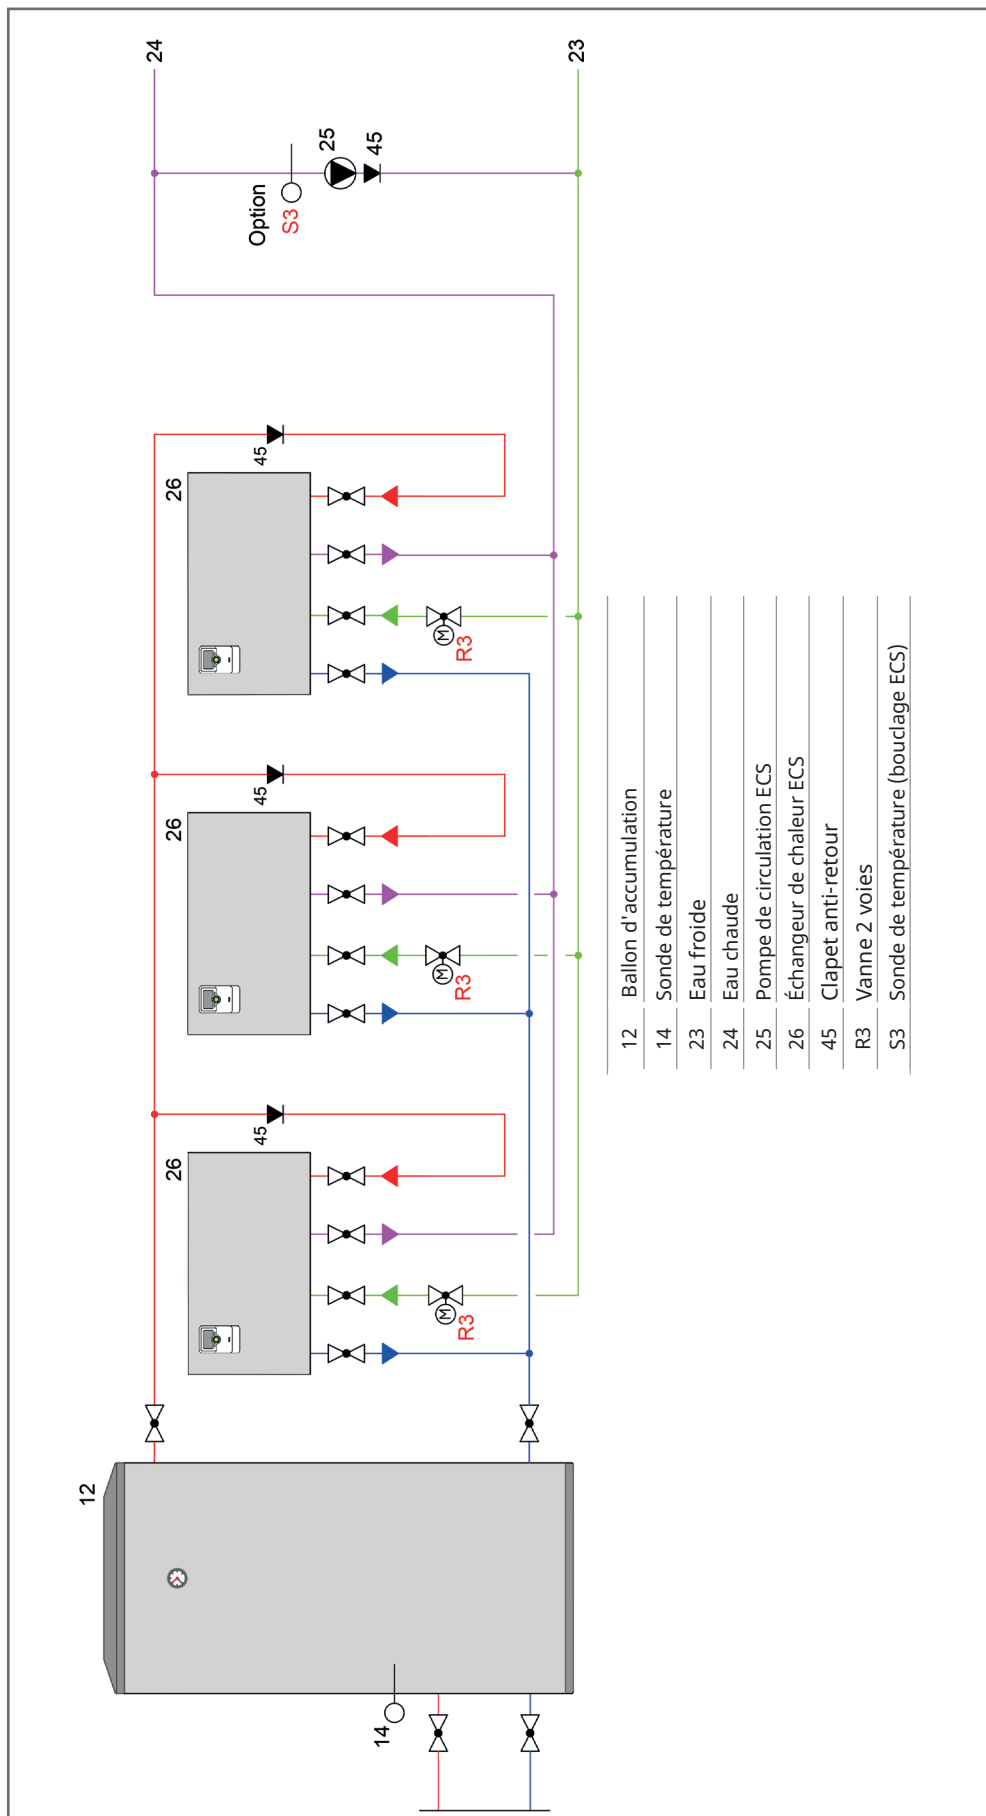 24
23
25
45
Option
S3
45
26
R3
45
26
R3
45
26
R3
12
14
12 Ballon d'accumulation
14 Sonde de température
23 Eau froide
24 Eau chaude
25 Pompe de circulation ECS
26 Échangeur de chaleur ECS
45 Clapet anti-retour
R3 Vanne 2 voies
S3 Sonde de température (bouclage ECS)
M
M
M